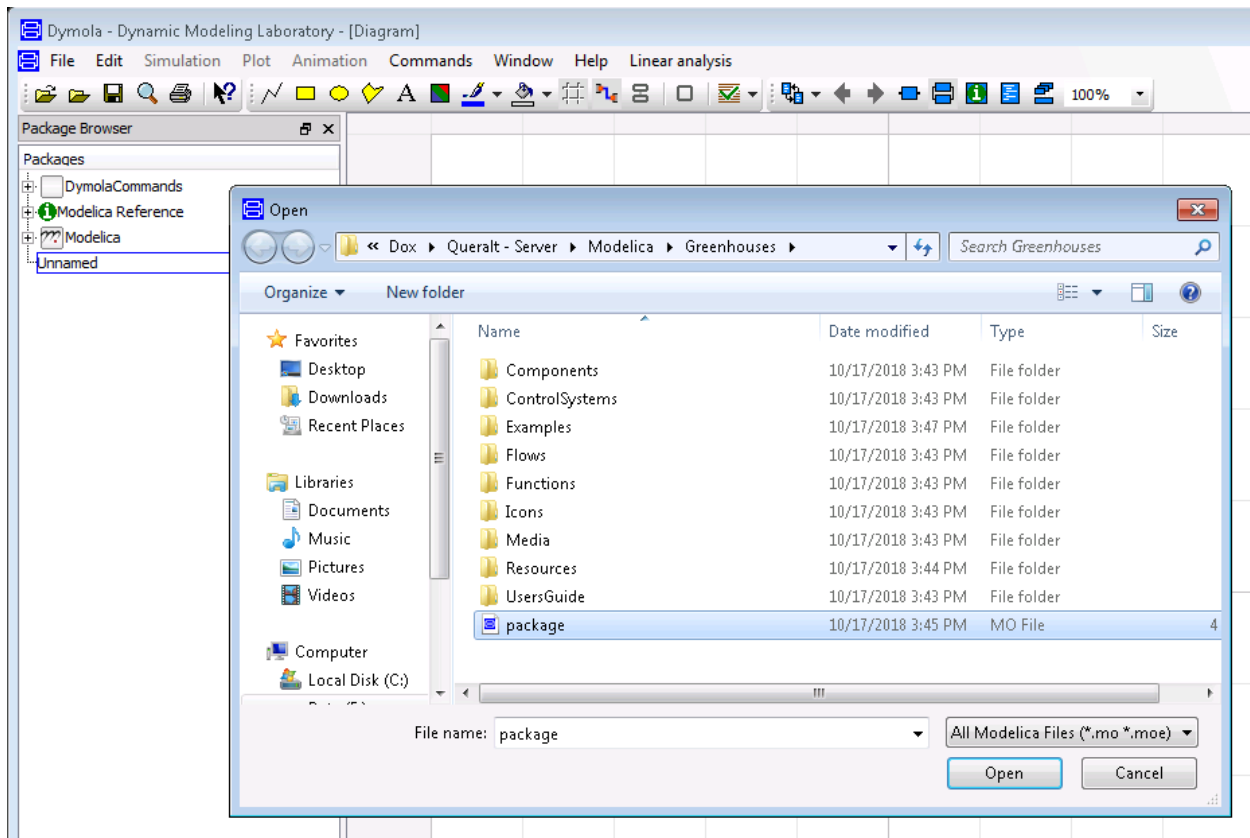 Dymola - Dynamic Modeling Laboratory - [Diagram]
File Edit Simulation Plot Animation Commands Window Help Linear analysis
A 100%
Package Browser
Packages
DymolaCommands
Modelica Reference
Modelica
Unnamed
Open
« Dox Queralt - Server Modelica Greenhouses Search Greenhouses
Organize New folder
Favorites
Desktop
Downloads
Recent Places
Libraries
Documents
Music
Pictures
Videos
Computer
Local Disk (C:)
Name Date modified Type Size
Components 10/17/2018 3:43 PM File folder
ControlSystems 10/17/2018 3:43 PM File folder
Examples 10/17/2018 3:47 PM File folder
Flows 10/17/2018 3:43 PM File folder
Functions 10/17/2018 3:43 PM File folder
Icons 10/17/2018 3:43 PM File folder
Media 10/17/2018 3:43 PM File folder
Resources 10/17/2018 3:44 PM File folder
UsersGuide 10/17/2018 3:43 PM File folder
package 10/17/2018 3:45 PM MO File 4
File name: package All Modelica Files (*.mo *.moe)
Open Cancel